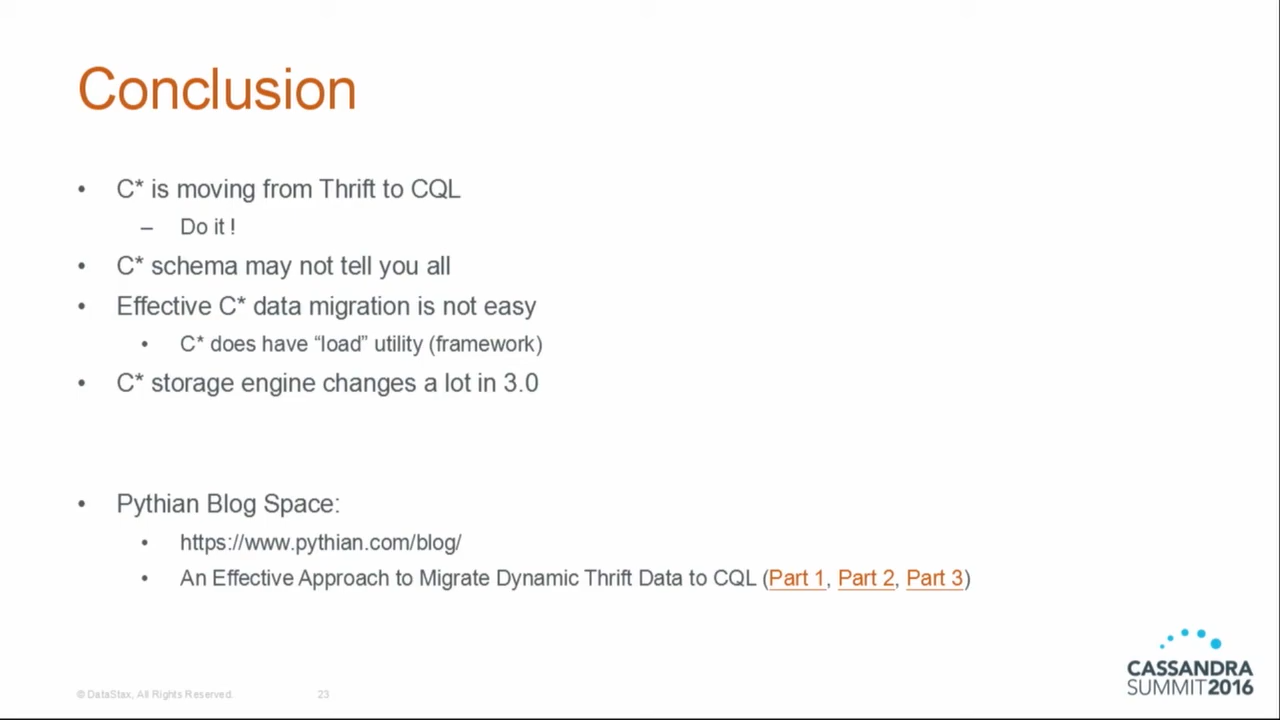 Conclusion
• C* is moving from Thrift to CQL
– Do it !
• C* schema may not tell you all
• Effective C* data migration is not easy
• C* does have “load” utility (framework)
• C* storage engine changes a lot in 3.0
• Pythian Blog Space:
• https://www.pythian.com/blog/
• An Effective Approach to Migrate Dynamic Thrift Data to CQL (Part 1, Part 2, Part 3)
© DataStax, All Rights Reserved. 23
CASSANDRA
SUMMIT2016